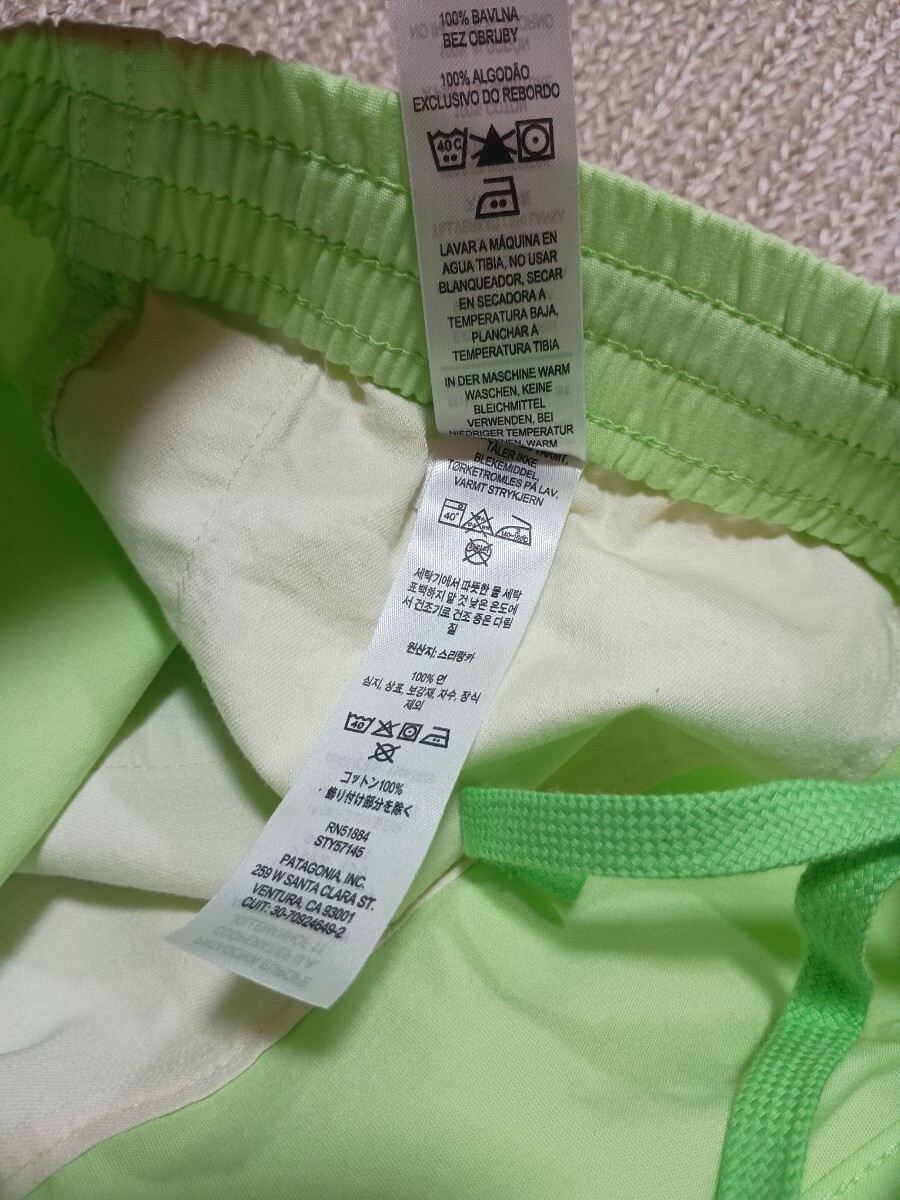 100% BAVLNA
BEZ OBRUBY
100% ALGODÃO
EXCLUSIVO DO REBORDO
40 C
LAVAR A MÁQUINA EN
AGUA TIBIA, NO USAR
BLANQUEADOR, SECAR
EN SECADORA A
TEMPERATURA BAJA,
PLANCHAR A
TEMPERATURA TIBIA
IN DER MASCHINE WARM
WASCHEN, KEINE
BLEICHMITTEL
VERWENDEN, BEI
NIEDRIGER TEMPERATUR
WARM
TÅLER IKKE
BLEKEMIDDEL,
TØRKETROMLES PÅ LAV,
VARMT STRYKJERN
40°
세탁기에서 따뜻한 물 세탁
표백하지 말 것 낮은 온도에
서 건조기로 건조 중온 다림
질
원산지: 스리랑카
100% 면
심지, 상표, 보강재, 자수, 장식
제외
40
コットン100%
・飾り付け部分を除く
RN51884
STY57145
PATAGONIA, INC.
259 W SANTA CLARA ST.
VENTURA, CA 93001
CUIT: 30-70924649-2